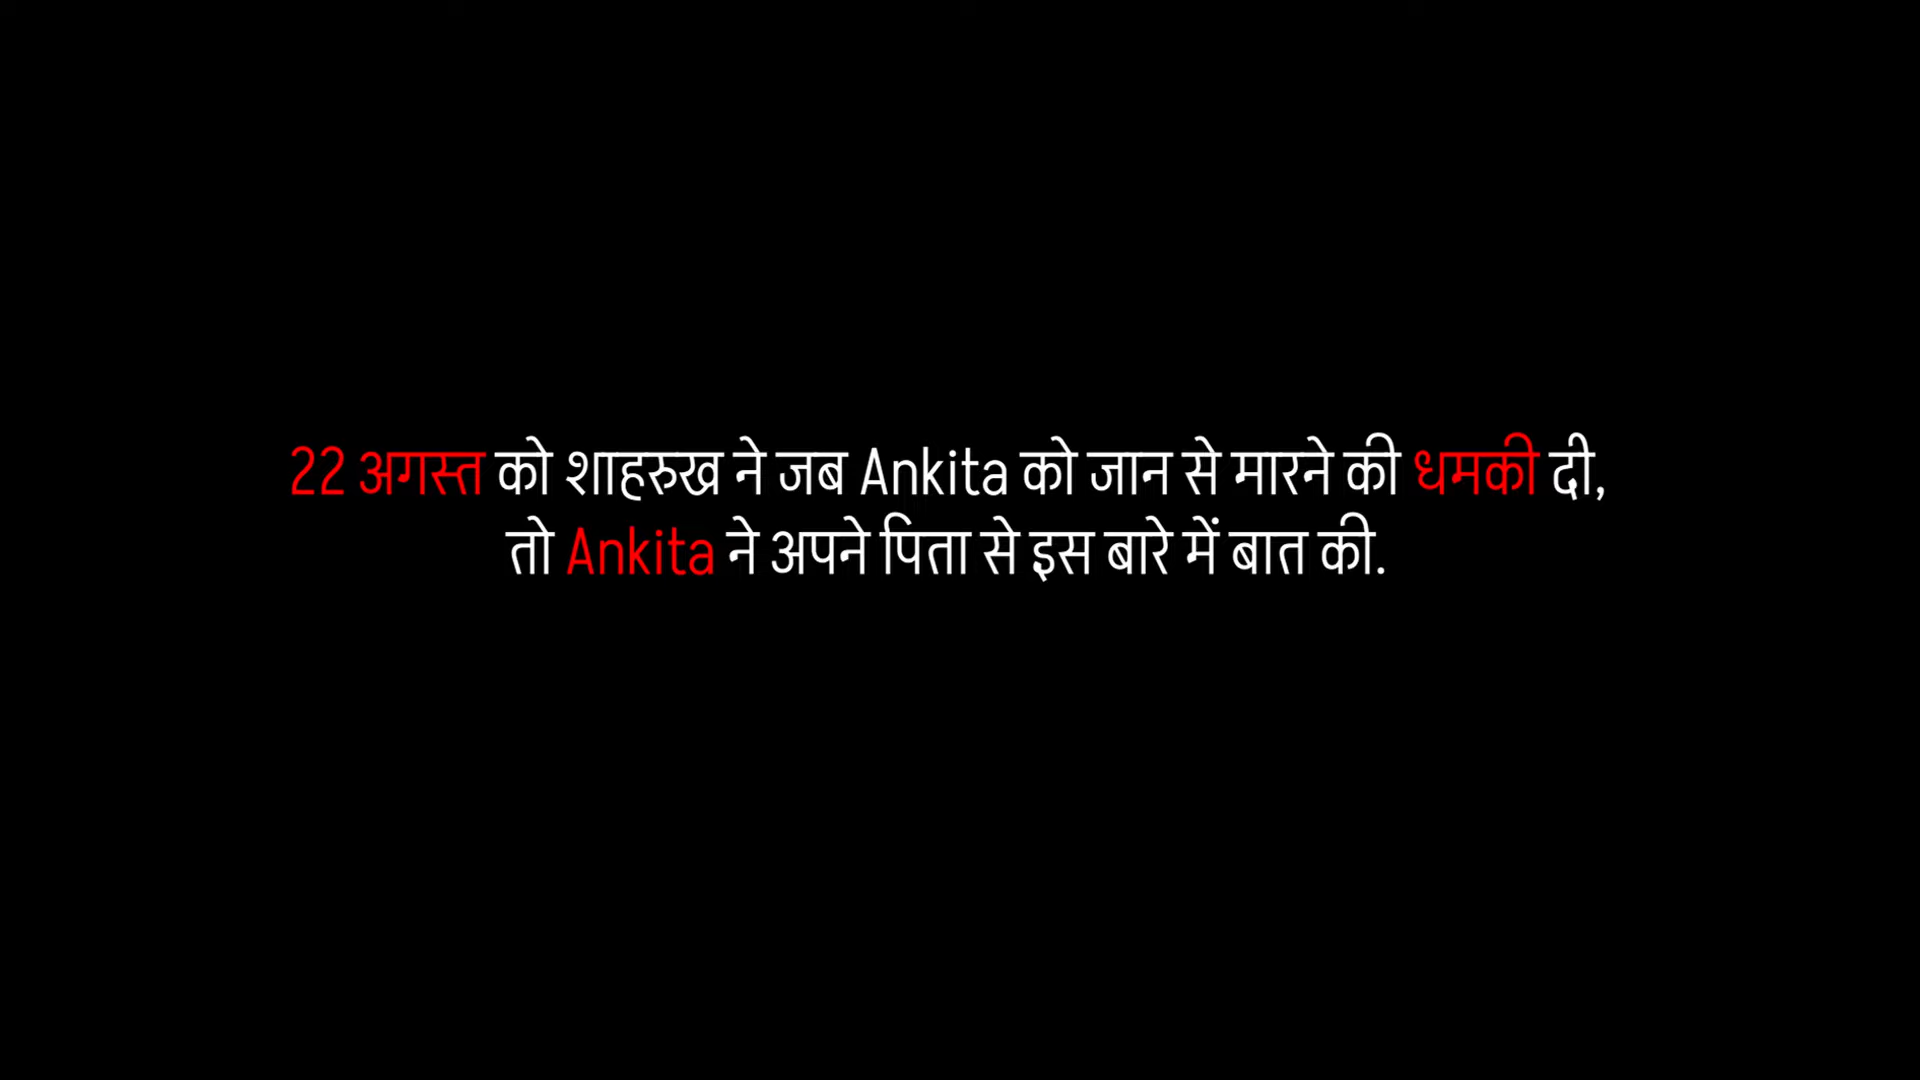 22 अगस्त को शाहरुख ने जब Ankita को जान से मारने की धमकी दी,
तो Ankita ने अपने पिता से इस बारे में बात की.